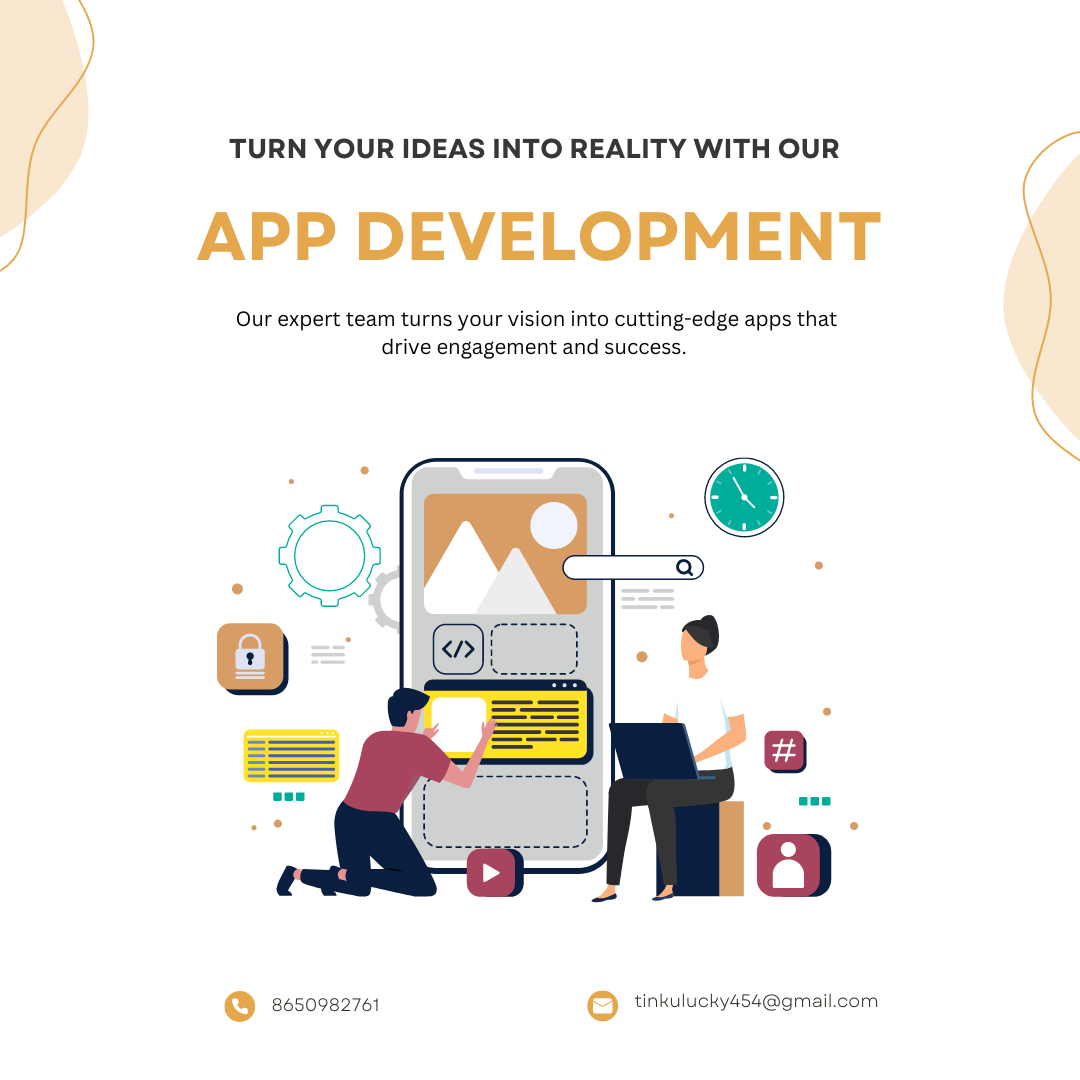 TURN YOUR IDEAS INTO REALITY WITH OUR
APP DEVELOPMENT
Our expert team turns your vision into cutting-edge apps that
drive engagement and success.
</>
#
8650982761
tinkulucky454@gmail.com